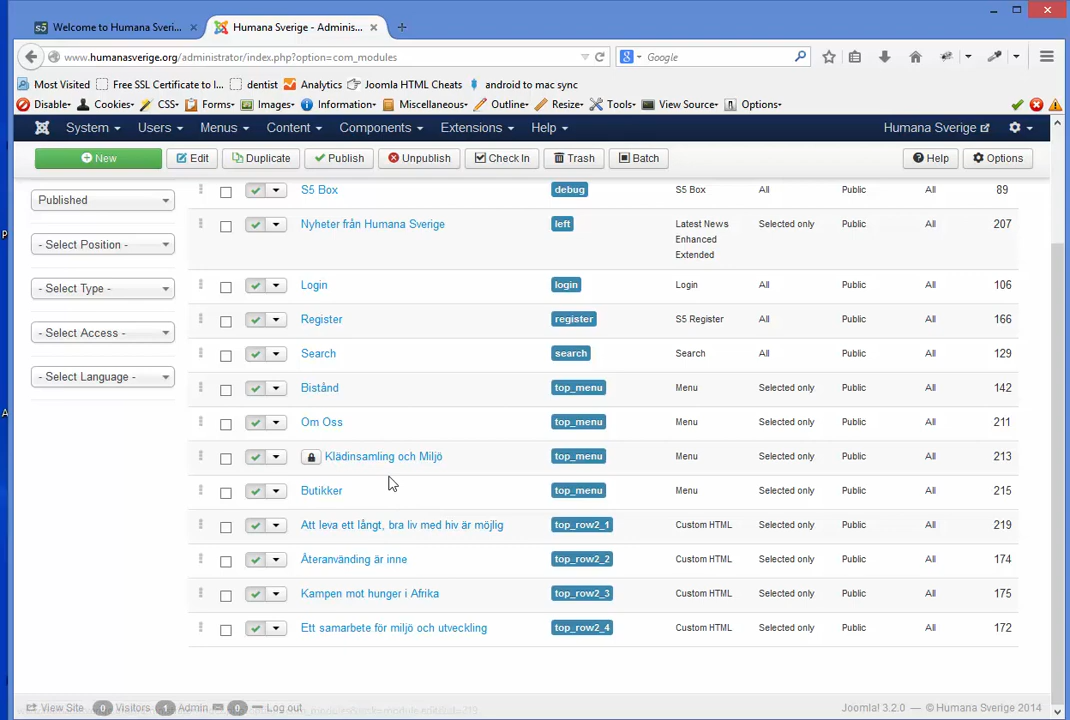 S5 Welcome to Humana Sveri... × Humana Sverige - Adminis... × +
www.humanasverige.org/administrator/index.php?option=com_modules Google
Most Visited Free SSL Certificate to l... dentist Analytics Joomla HTML Cheats android to mac sync
Disable Cookies CSS Forms Images Information Miscellaneous Outline Resize Tools View Source Options
System Users Menus Content Components Extensions Help Humana Sverige
New Edit Duplicate Publish Unpublish Check In Trash Batch Help Options
Published
- Select Position -
- Select Type -
- Select Access -
- Select Language -
S5 Box debug S5 Box All Public All 89
Nyheter från Humana Sverige left Latest News Selected only Public All 207
Enhanced
Extended
Login login Login All Public All 106
Register register S5 Register All Public All 166
Search search Search All Public All 129
Bistånd top_menu Menu Selected only Public All 142
Om Oss top_menu Menu Selected only Public All 211
Klädinsamling och Miljö top_menu Menu Selected only Public All 213
Butikker top_menu Menu Selected only Public All 215
Att leva ett långt, bra liv med hiv är möjlig top_row2_1 Custom HTML Selected only Public All 219
Återanvänding är inne top_row2_2 Custom HTML Selected only Public All 174
Kampen mot hunger i Afrika top_row2_3 Custom HTML Selected only Public All 175
Ett samarbete för miljö och utveckling top_row2_4 Custom HTML Selected only Public All 172
View Site 0 Visitors 1 Admin 0 Log out Joomla! 3.2.0 — © Humana Sverige 2014